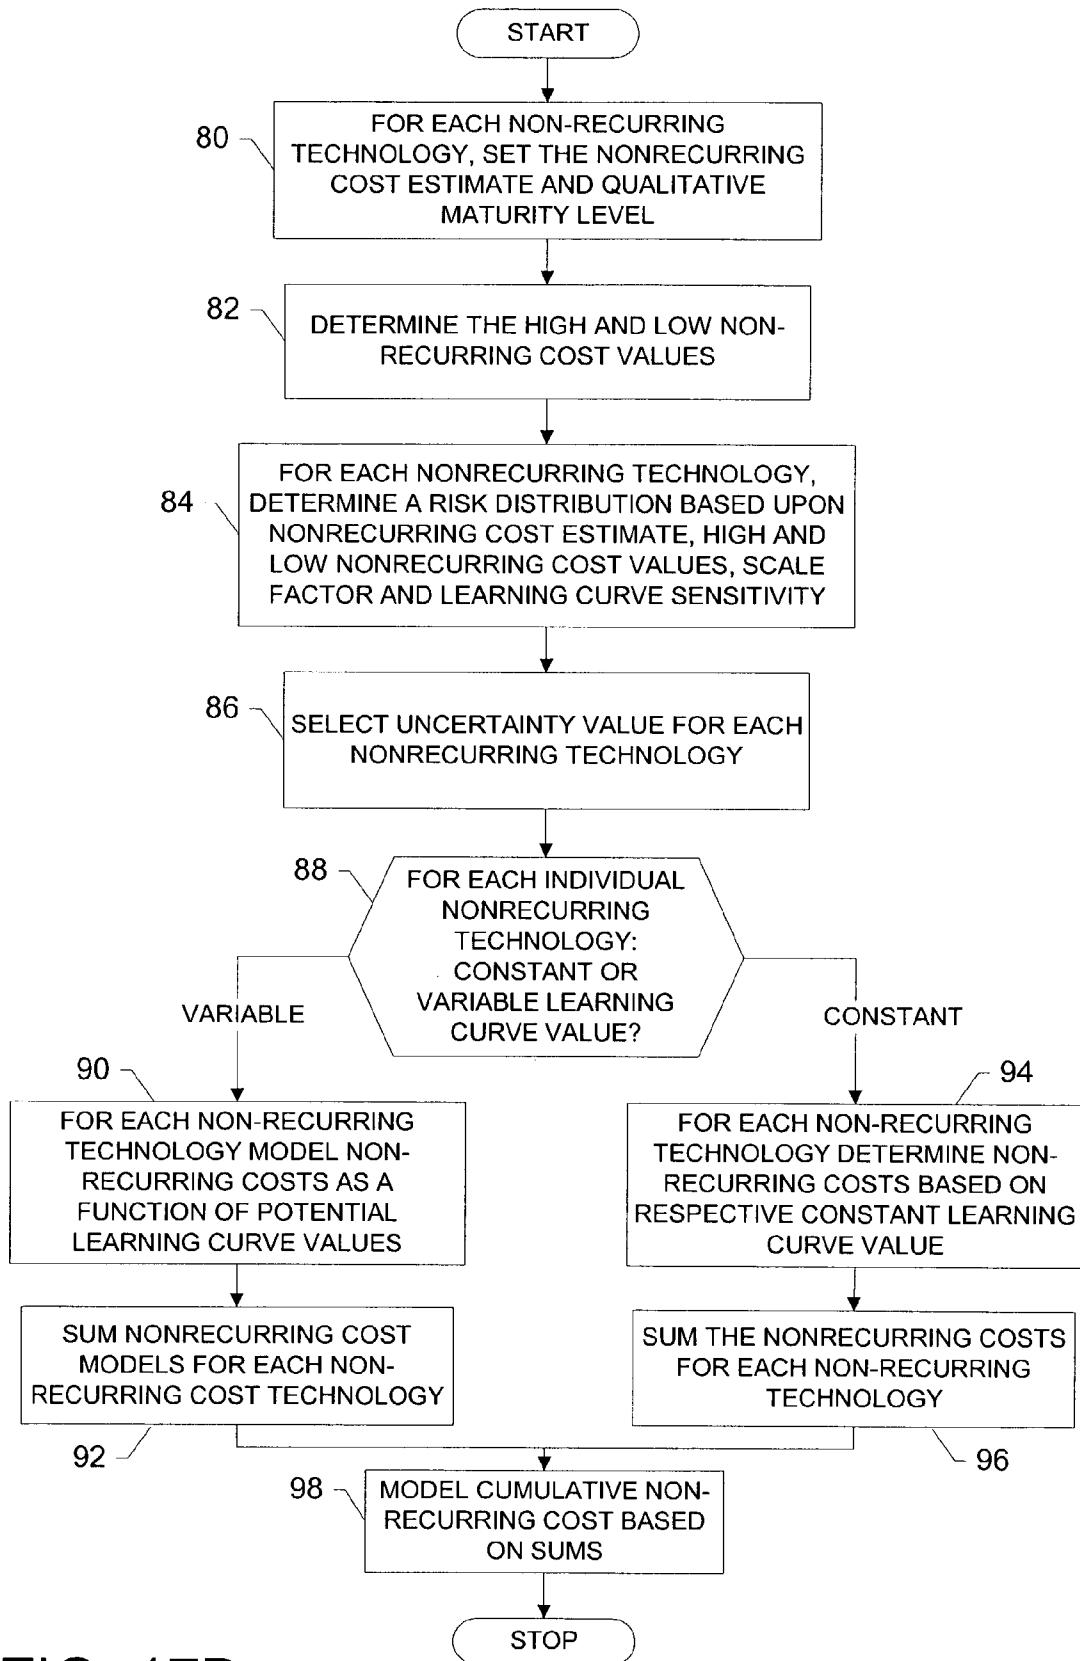 START
80
FOR EACH NON-RECURRING
TECHNOLOGY, SET THE NONRECURRING
COST ESTIMATE AND QUALITATIVE
MATURITY LEVEL
82
DETERMINE THE HIGH AND LOW NON-
RECURRING COST VALUES
84
FOR EACH NONRECURRING TECHNOLOGY,
DETERMINE A RISK DISTRIBUTION BASED UPON
NONRECURRING COST ESTIMATE, HIGH AND
LOW NONRECURRING COST VALUES, SCALE
FACTOR AND LEARNING CURVE SENSITIVITY
86
SELECT UNCERTAINTY VALUE FOR EACH
NONRECURRING TECHNOLOGY
88
FOR EACH INDIVIDUAL
NONRECURRING
TECHNOLOGY:
CONSTANT OR
VARIABLE LEARNING
CURVE VALUE?
VARIABLE
CONSTANT
90
FOR EACH NON-RECURRING
TECHNOLOGY MODEL NON-
RECURRING COSTS AS A
FUNCTION OF POTENTIAL
LEARNING CURVE VALUES
94
FOR EACH NON-RECURRING
TECHNOLOGY DETERMINE NON-
RECURRING COSTS BASED ON
RESPECTIVE CONSTANT LEARNING
CURVE VALUE
SUM NONRECURRING COST
MODELS FOR EACH NON-
RECURRING COST TECHNOLOGY
92
SUM THE NONRECURRING COSTS
FOR EACH NON-RECURRING
TECHNOLOGY
96
98
MODEL CUMULATIVE NON-
RECURRING COST BASED
ON SUMS
STOP